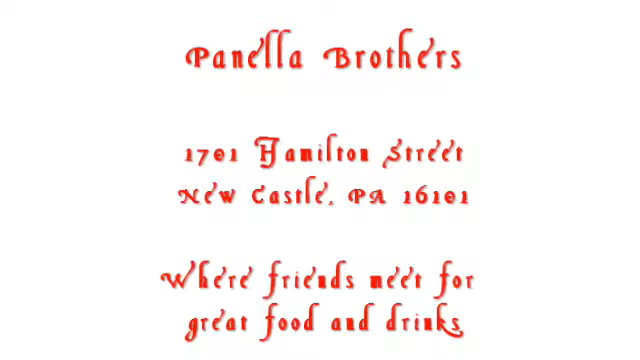 Panella Brothers
1701 Hamilton Street
New Castle, PA 16101
Where friends meet for
great food and drinks